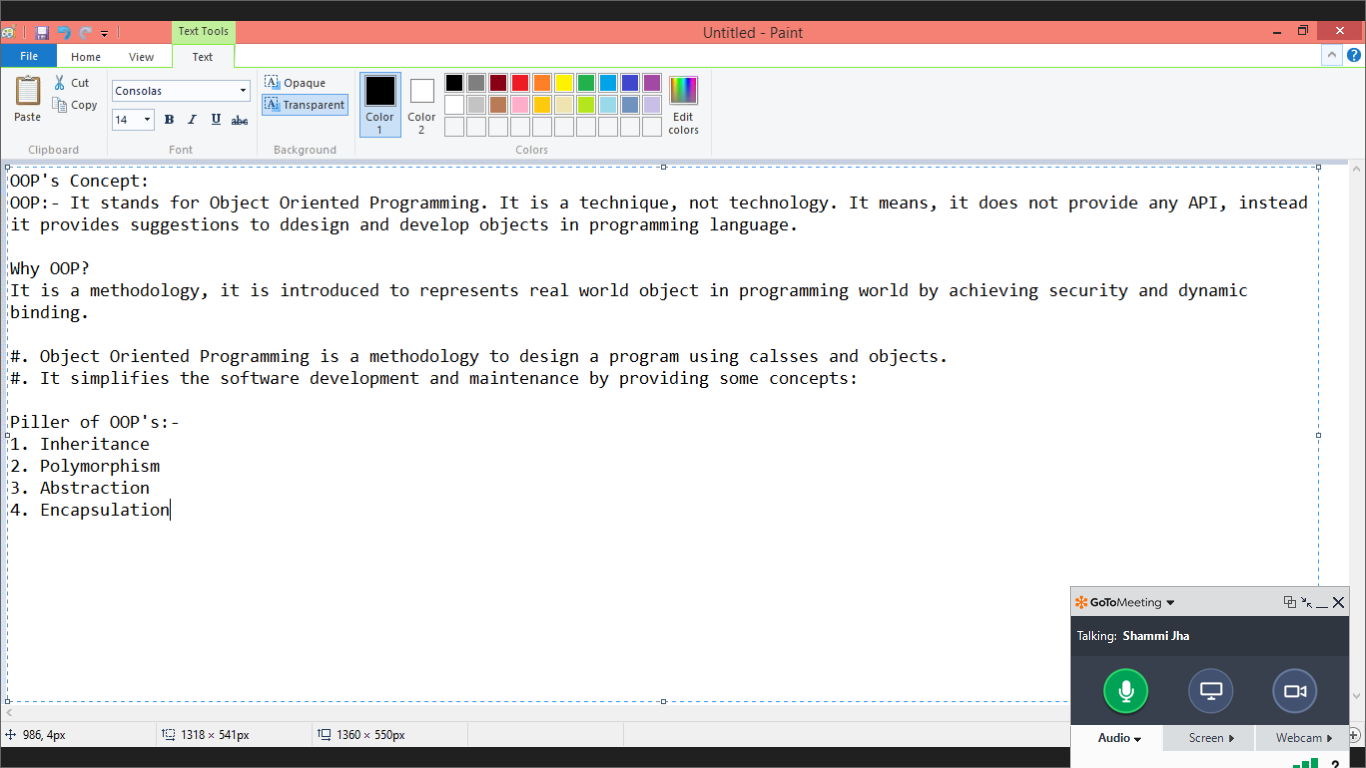 Text Tools
Untitled - Paint
File
Home
View
Text
Paste
Cut
Copy
Clipboard
Consolas
14
B I U abc
Font
Opaque
Transparent
Background
Color 1
Color 2
Edit colors
Colors
OOP's Concept:
OOP:- It stands for Object Oriented Programming. It is a technique, not technology. It means, it does not provide any API, instead
it provides suggestions to ddesign and develop objects in programming language.
Why OOP?
It is a methodology, it is introduced to represents real world object in programming world by achieving security and dynamic
binding.
#. Object Oriented Programming is a methodology to design a program using calsses and objects.
#. It simplifies the software development and maintenance by providing some concepts:
Piller of OOP's:-
1. Inheritance
2. Polymorphism
3. Abstraction
4. Encapsulation
GoToMeeting
Talking: Shammi Jha
Audio
Screen
Webcam
?
986, 4px
1318 × 541px
1360 × 550px